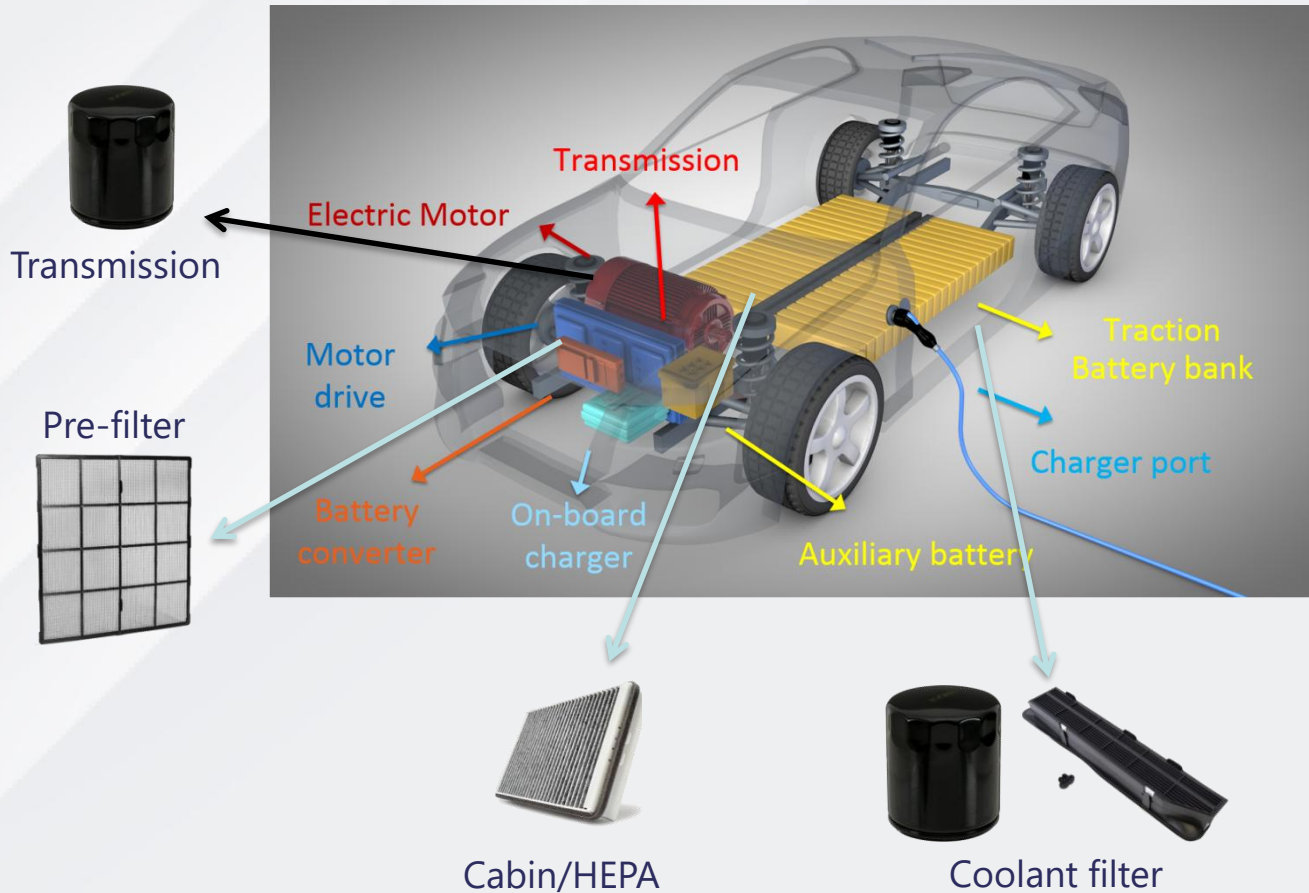 Transmission
Electric Motor
Transmission
Motor
drive
Traction
Battery bank
Pre-filter
Charger port
Battery
converter
On-board
charger
Auxiliary battery
Cabin/HEPA
Coolant filter